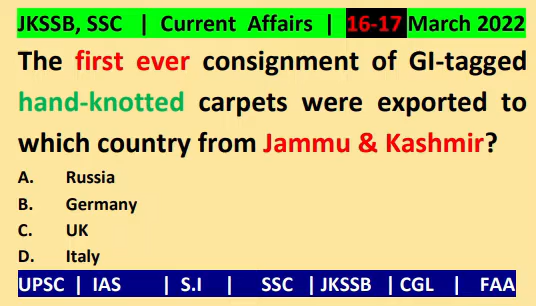 JKSSB, SSC | Current Affairs | 16-17 March 2022
The first ever consignment of GI-tagged
hand-knotted carpets were exported to
which country from Jammu & Kashmir?
A. Russia
B. Germany
C. UK
D. Italy
UPSC | IAS | S.I | SSC | JKSSB | CGL | FAA